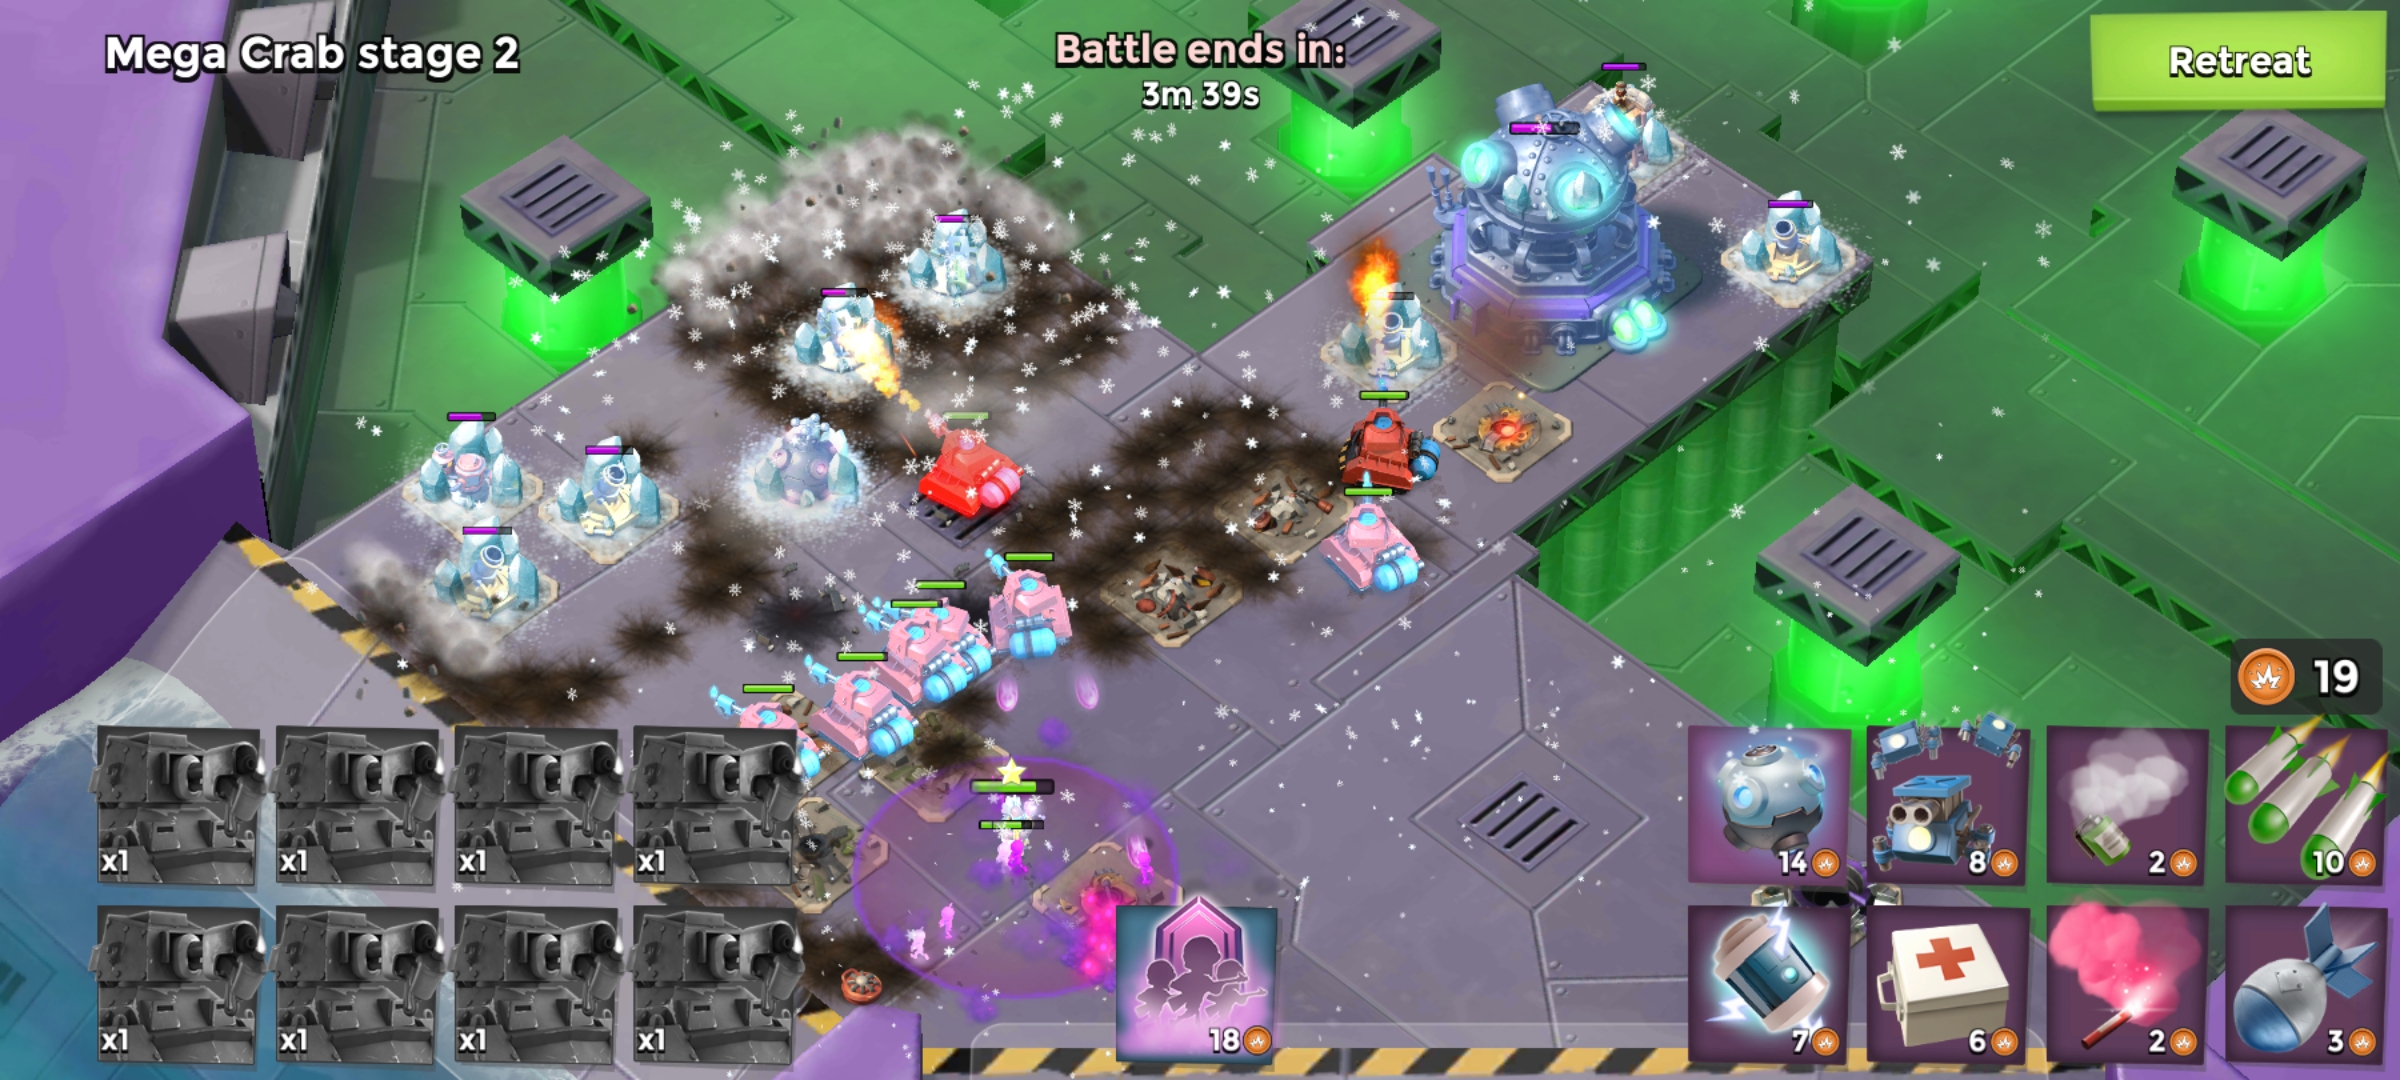 Mega Crab stage 2
Battle ends in:
3m 39s
Retreat
19
x1
x1
x1
x1
14
8
2
10
x1
x1
x1
x1
18
7
6
2
3